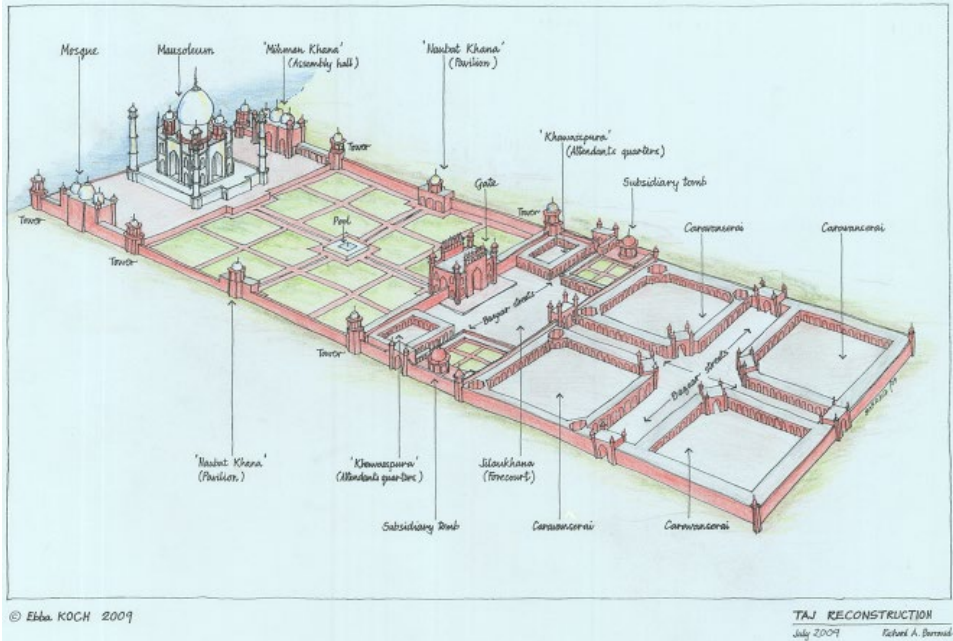 Mosque
Mausoleum
'Mihman Khana'
(Assembly hall)
'Naubat Khana'
(Pavilion)
'Khawasspura'
(Attendants quarters)
Subsidiary tomb
Caravanserai
Caravanserai
Tower
Tower
Tower
Gate
Pool
Tower
Tower
Bazaar streets
Bazaar streets
'Naubat Khana'
(Pavilion)
'Khawasspura'
(Attendants quarters)
Jilaukhana
(Forecourt)
Subsidiary tomb
Caravanserai
Caravanserai
© Ebba KOCH 2009
TAJ RECONSTRUCTION
July 2009 Richard A. Barraud